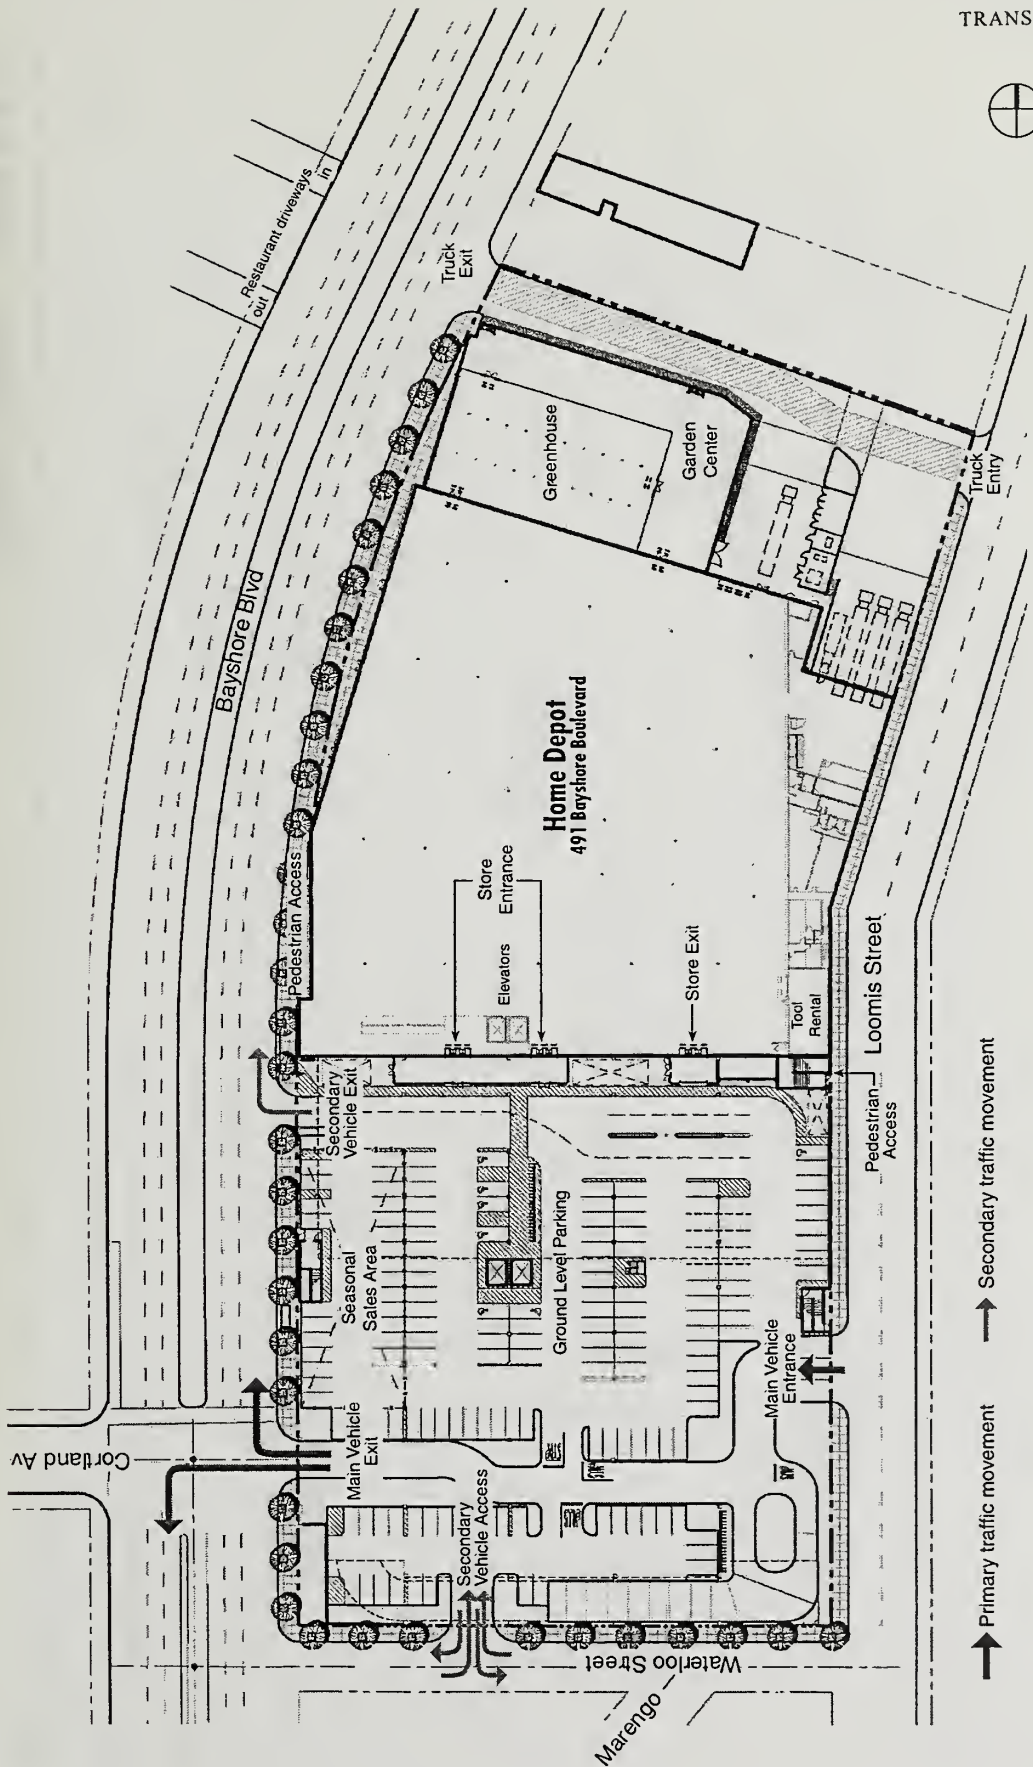 TRANS
Restaurant driveways
in
out
Truck
Exit
Bayshore Blvd
Greenhouse
Garden
Center
Truck
Entry
Home Depot
491 Bayshore Boulevard
Pedestrian Access
Store
Entrance
Elevators
Store Exit
Tool
Rental
Loomis Street
Pedestrian
Access
Secondary
Vehicle Exit
Seasonal
Sales Area
Ground Level Parking
Main Vehicle
Entrance
Cortland Av
Main Vehicle
Exit
Secondary
Vehicle Access
Waterloo Street
Marengo
Primary traffic movement
Secondary traffic movement